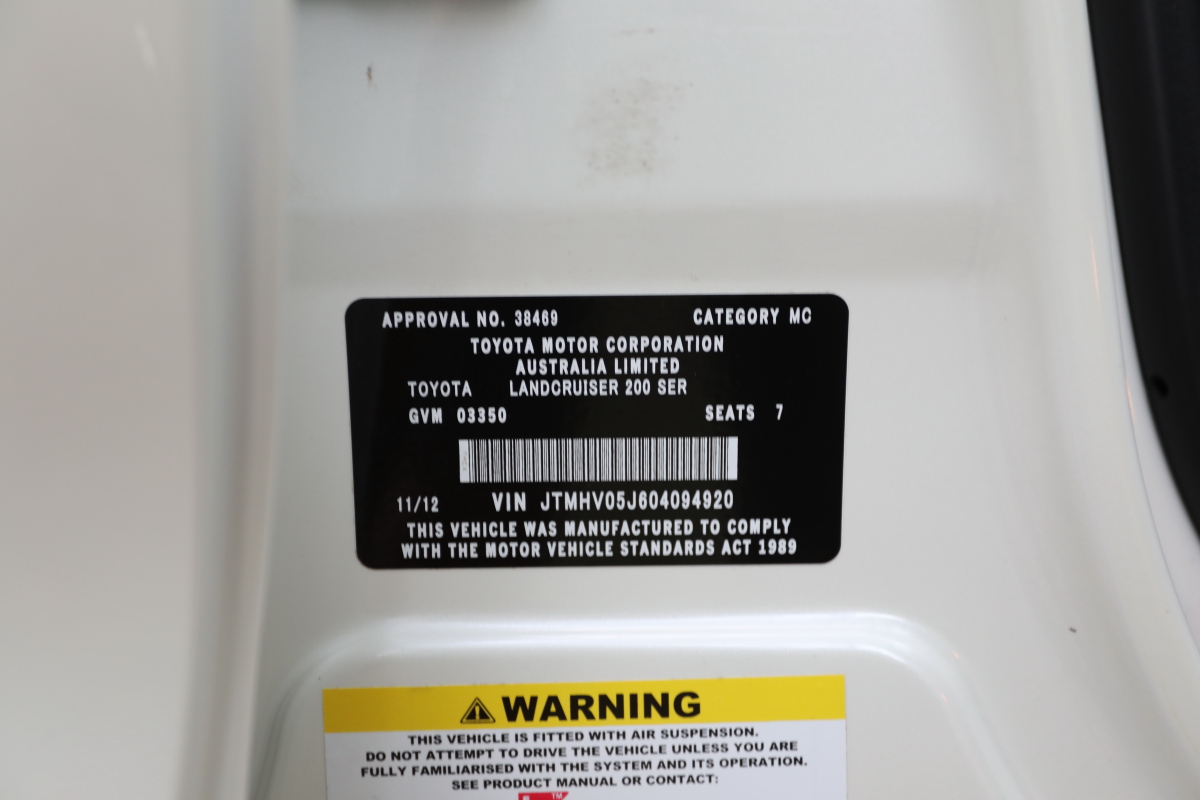 APPROVAL NO. 38469 CATEGORY MC
TOYOTA MOTOR CORPORATION
AUSTRALIA LIMITED
TOYOTA LANDCRUISER 200 SER
GVM 03350 SEATS 7
11/12 VIN JTMHV05J604094920
THIS VEHICLE WAS MANUFACTURED TO COMPLY
WITH THE MOTOR VEHICLE STANDARDS ACT 1989
WARNING
THIS VEHICLE IS FITTED WITH AIR SUSPENSION.
DO NOT ATTEMPT TO DRIVE THE VEHICLE UNLESS YOU ARE
FULLY FAMILIARISED WITH THE SYSTEM AND ITS OPERATION.
SEE PRODUCT MANUAL OR CONTACT:
TM